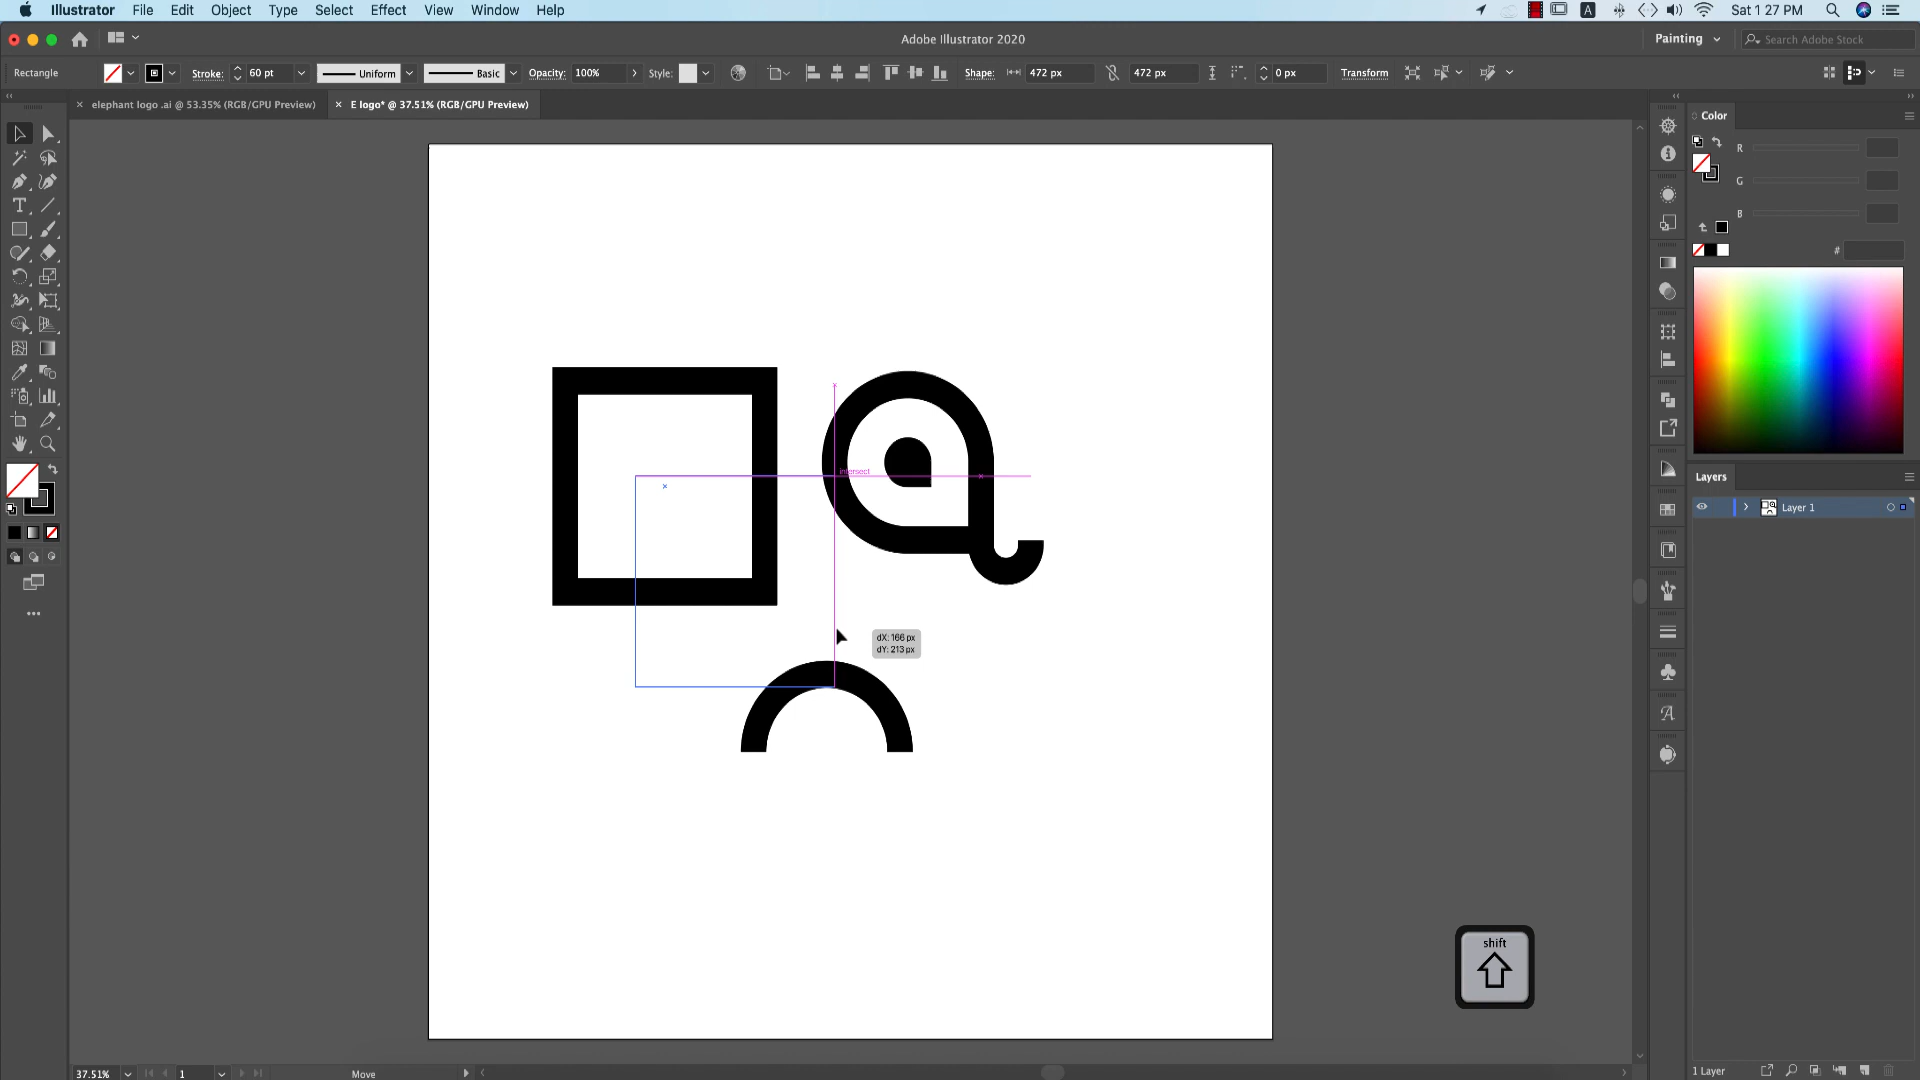 Illustrator File Edit Object Type Select Effect View Window Help
A Sat 1 27 PM
Adobe Illustrator 2020
Painting
Search Adobe Stock
Rectangle Stroke: 60 pt Uniform Basic Opacity: 100% Style: Shape: 472 px 472 px 0 px Transform
elephant logo .ai @ 53.35% (RGB/GPU Preview)
E logo* @ 37.51% (RGB/GPU Preview)
Color
R
G
B
#
Layers
Layer 1
intersect
dX: 166 px
dY: 213 px
shift
37.51% 1 Move
1 Layer